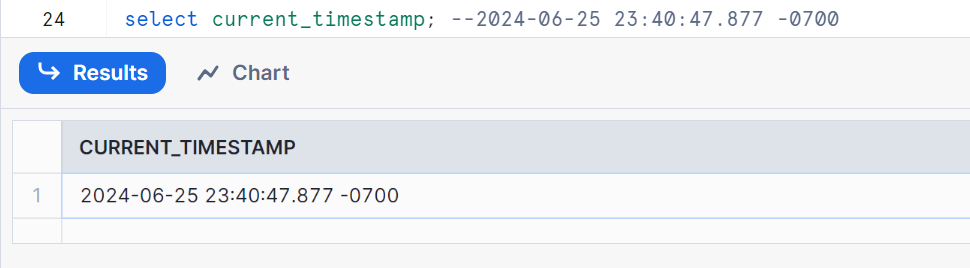 24 select current_timestamp; --2024-06-25 23:40:47.877 -0700
Results Chart
CURRENT_TIMESTAMP
1 2024-06-25 23:40:47.877 -0700